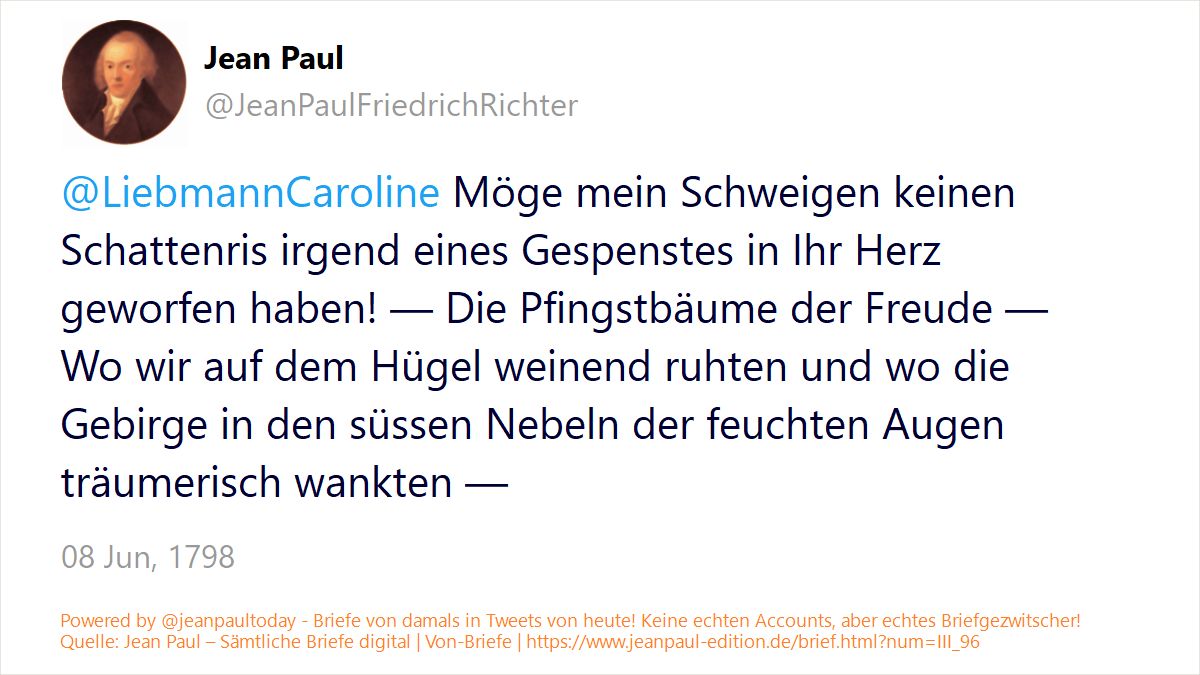 Jean Paul
@JeanPaulFriedrichRichter
@LiebmannCaroline Möge mein Schweigen keinen
Schattenris irgend eines Gespenstes in Ihr Herz
geworfen haben! — Die Pfingstbäume der Freude —
Wo wir auf dem Hügel weinend ruhten und wo die
Gebirge in den süssen Nebeln der feuchten Augen
träumerisch wankten —
08 Jun, 1798
Powered by @jeanpaultoday - Briefe von damals in Tweets von heute! Keine echten Accounts, aber echtes Briefgezwitscher!
Quelle: Jean Paul – Sämtliche Briefe digital | Von-Briefe | https://www.jeanpaul-edition.de/brief.html?num=III_96